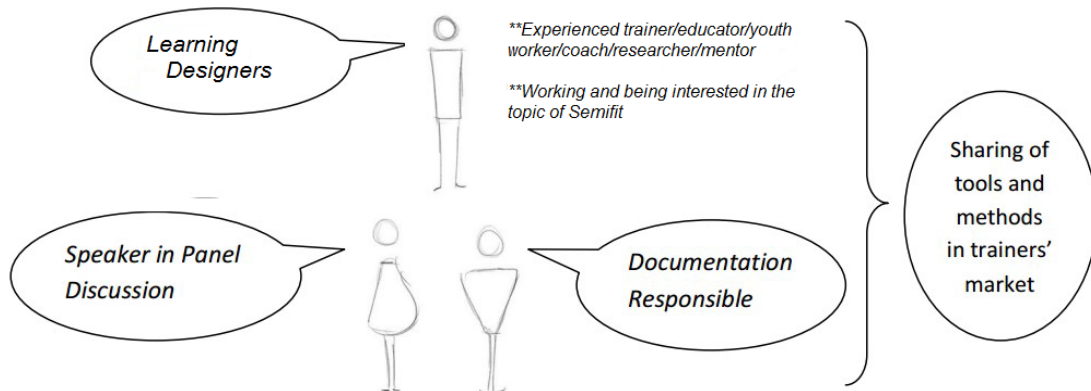 Learning
Designers
**Experienced trainer/educator/youth
worker/coach/researcher/mentor
**Working and being interested in the
topic of Semifit
Speaker in Panel
Discussion
Documentation
Responsible
Sharing of
tools and
methods
in trainers’
market